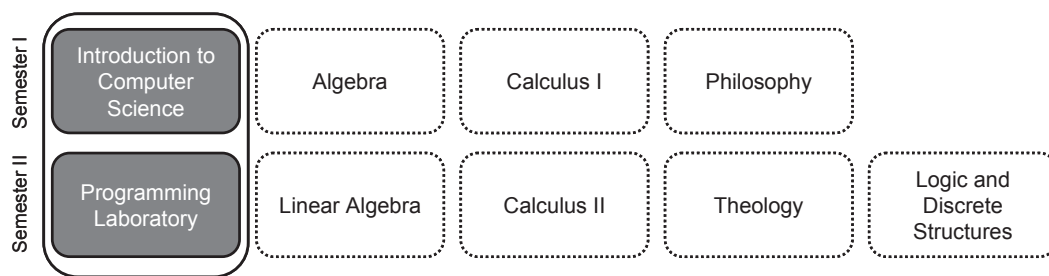 Semester I
Introduction to
Computer
Science
Algebra
Calculus I
Philosophy
Semester II
Programming
Laboratory
Linear Algebra
Calculus II
Theology
Logic and
Discrete
Structures